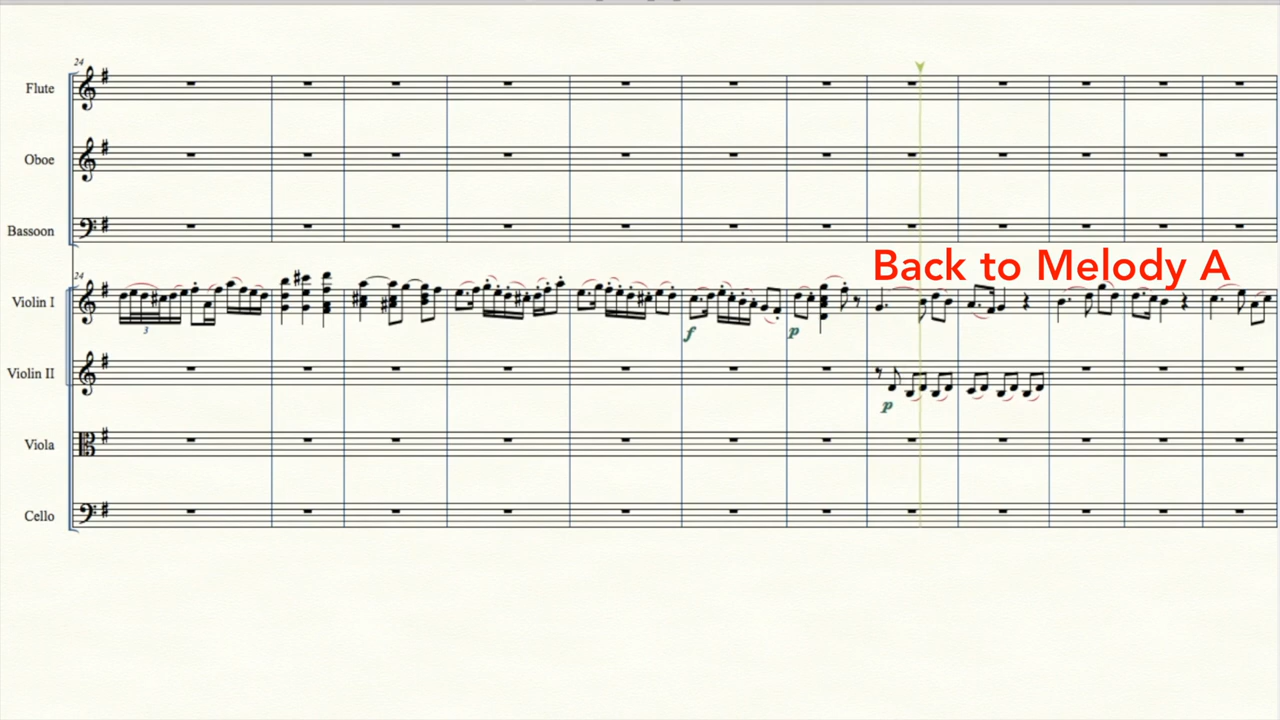 24
Flute
Oboe
Bassoon
Back to Melody A
24
Violin I
3
f
p
Violin II
p
Viola
Cello